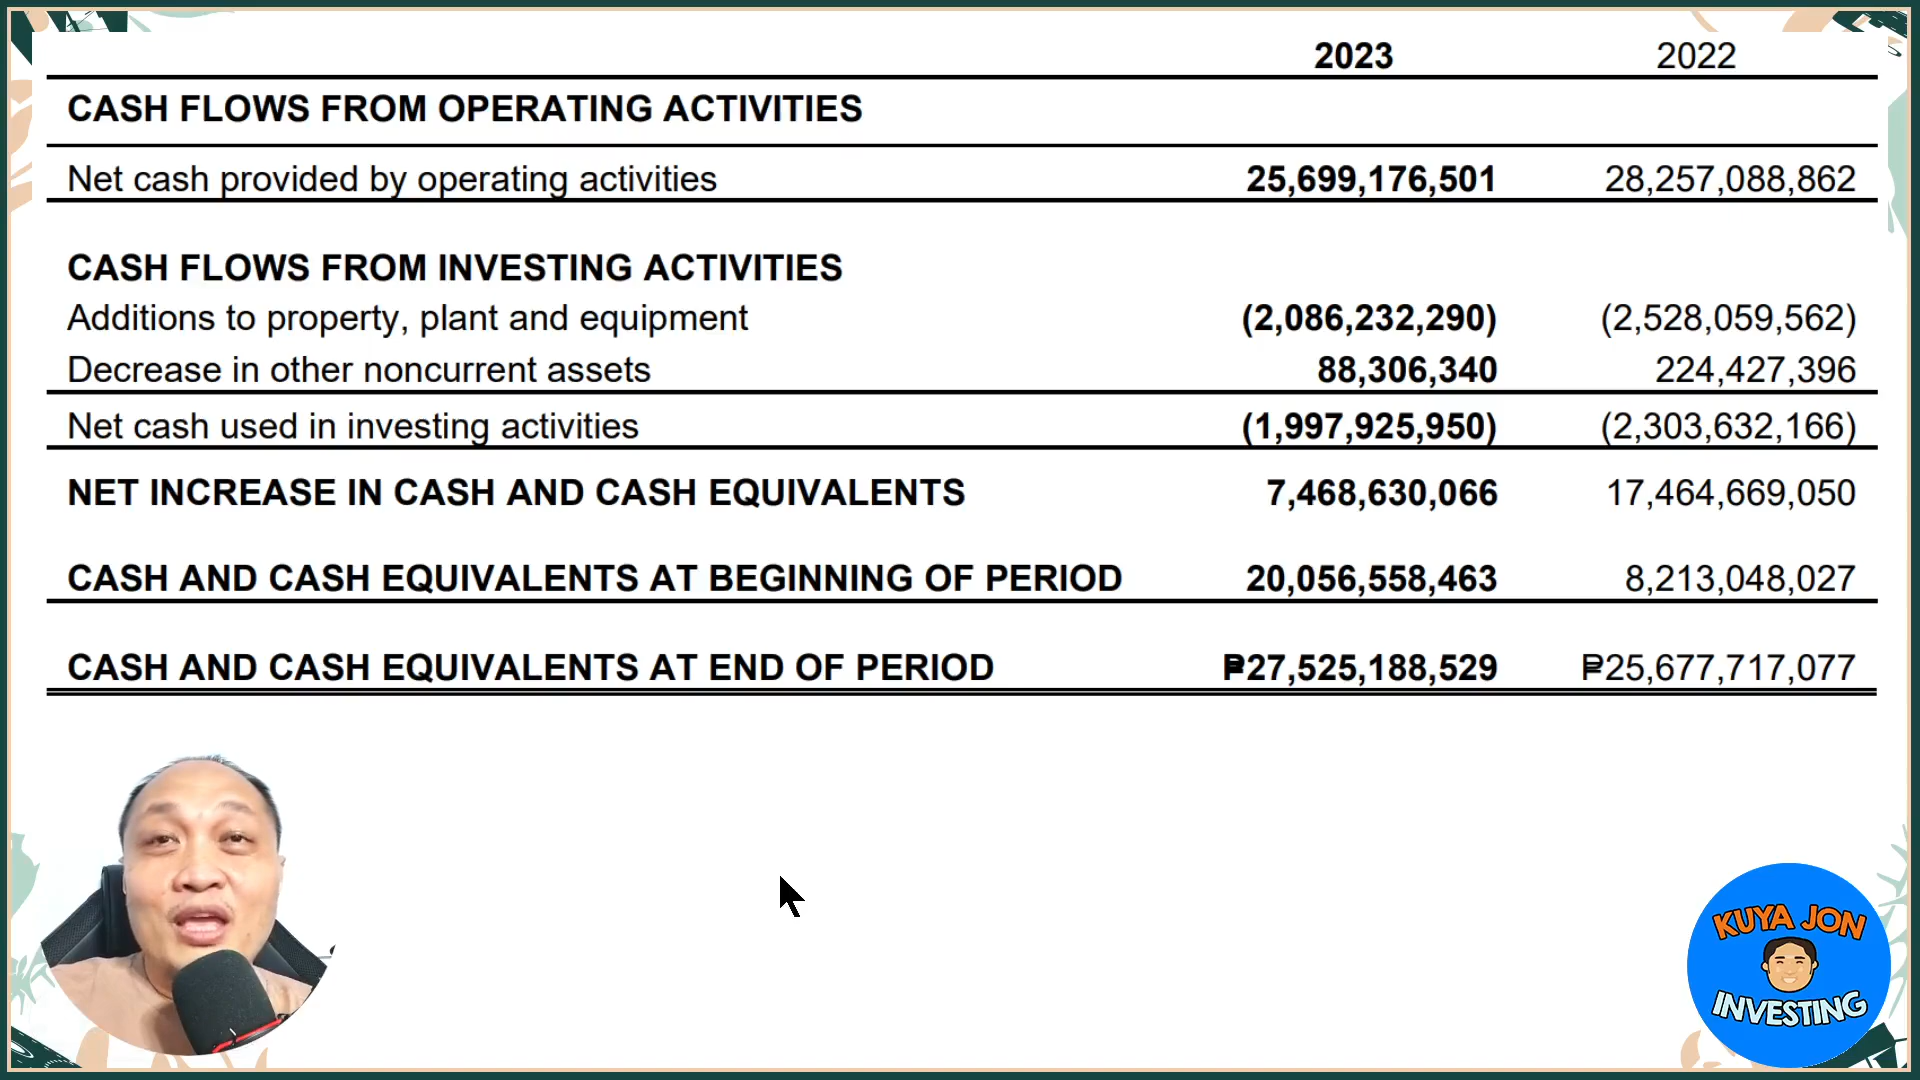 2023 2022
CASH FLOWS FROM OPERATING ACTIVITIES
Net cash provided by operating activities 25,699,176,501 28,257,088,862
CASH FLOWS FROM INVESTING ACTIVITIES
Additions to property, plant and equipment (2,086,232,290) (2,528,059,562)
Decrease in other noncurrent assets 88,306,340 224,427,396
Net cash used in investing activities (1,997,925,950) (2,303,632,166)
NET INCREASE IN CASH AND CASH EQUIVALENTS 7,468,630,066 17,464,669,050
CASH AND CASH EQUIVALENTS AT BEGINNING OF PERIOD 20,056,558,463 8,213,048,027
CASH AND CASH EQUIVALENTS AT END OF PERIOD ₱27,525,188,529 ₱25,677,717,077
KUYA JON
INVESTING